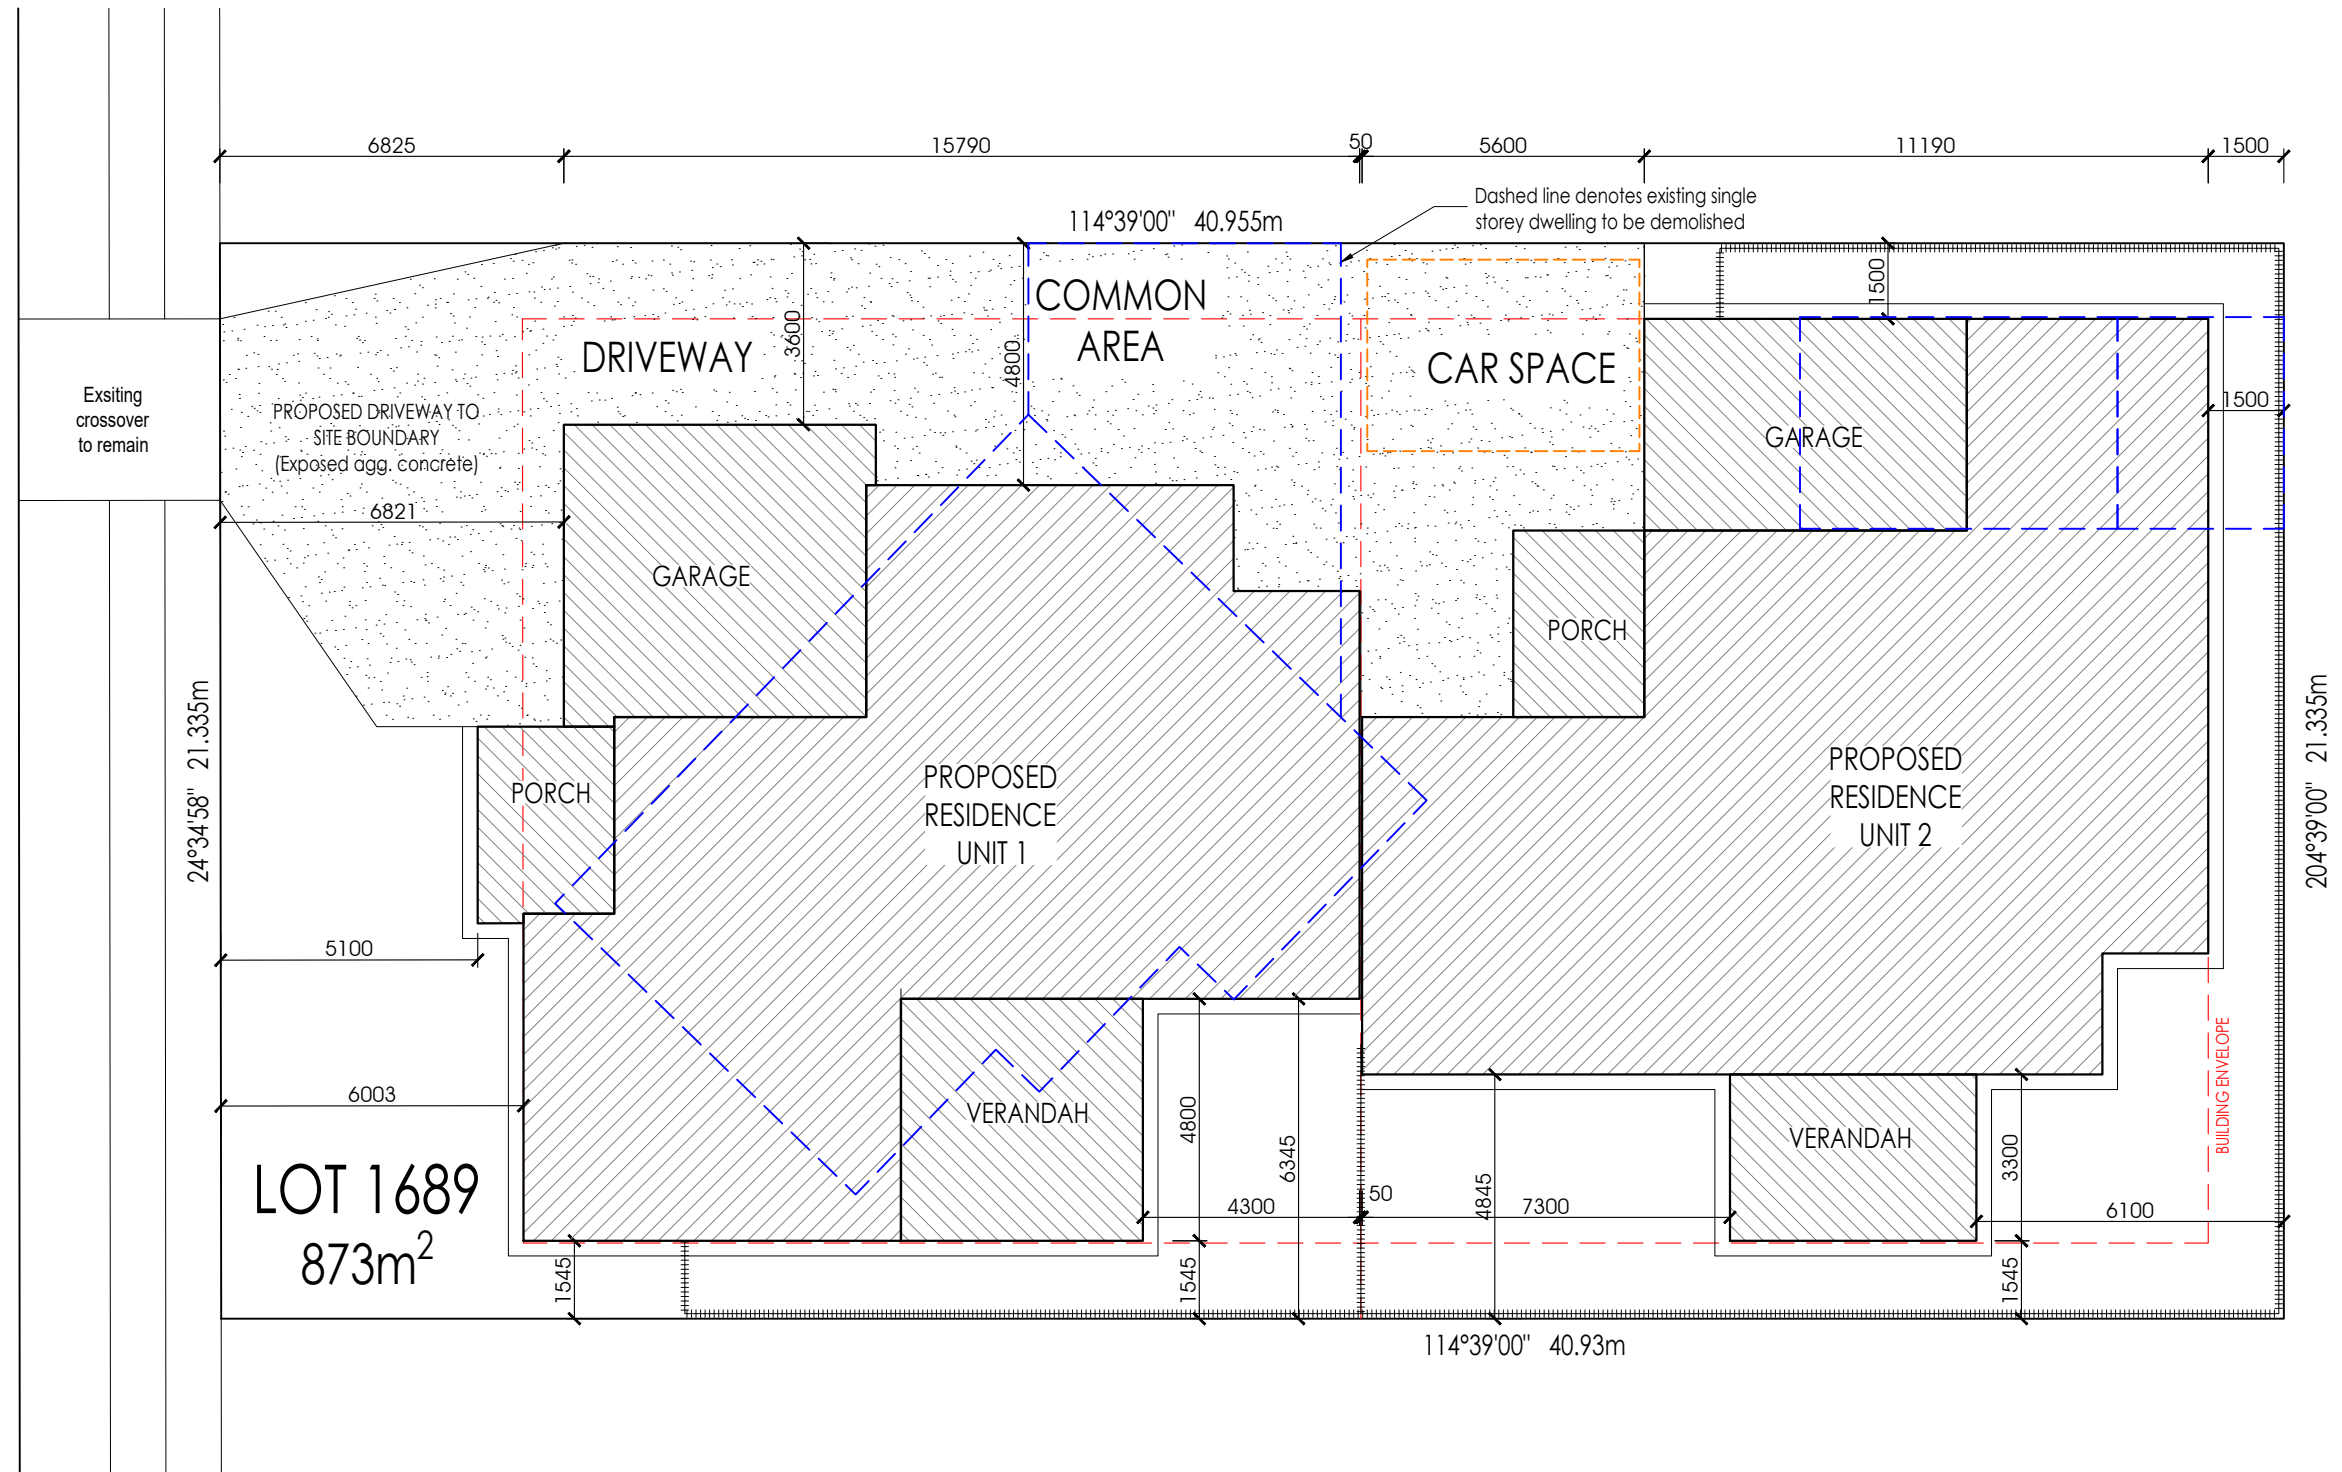 6825
15790
50
5600
11190
1500
Dashed line denotes existing single
storey dwelling to be demolished
114°39'00" 40.955m
COMMON
AREA
DRIVEWAY
3600
4800
CAR SPACE
1500
1500
GARAGE
Exsiting
crossover
to remain
PROPOSED DRIVEWAY TO
SITE BOUNDARY
(Exposed agg. concrete)
6821
GARAGE
PORCH
24°34'58" 21.335m
204°39'00" 21.335m
PORCH
PROPOSED
RESIDENCE
UNIT 1
PROPOSED
RESIDENCE
UNIT 2
5100
6003
VERANDAH
4800
6345
4845
VERANDAH
3300
BUILDING ENVELOPE
LOT 1689
873m²
4300
50
7300
6100
1545
1545
1545
114°39'00" 40.93m